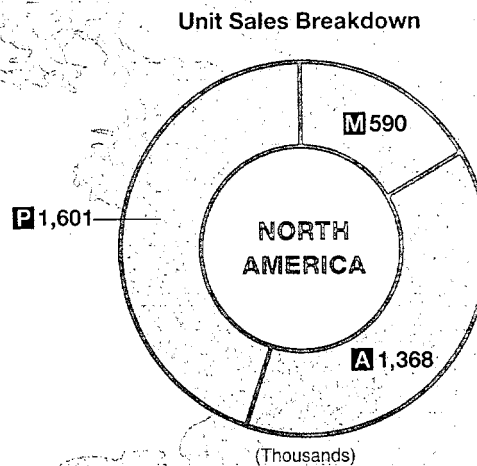 Unit Sales Breakdown
M 590
P 1,601
NORTH
AMERICA
A 1,368
(Thousands)